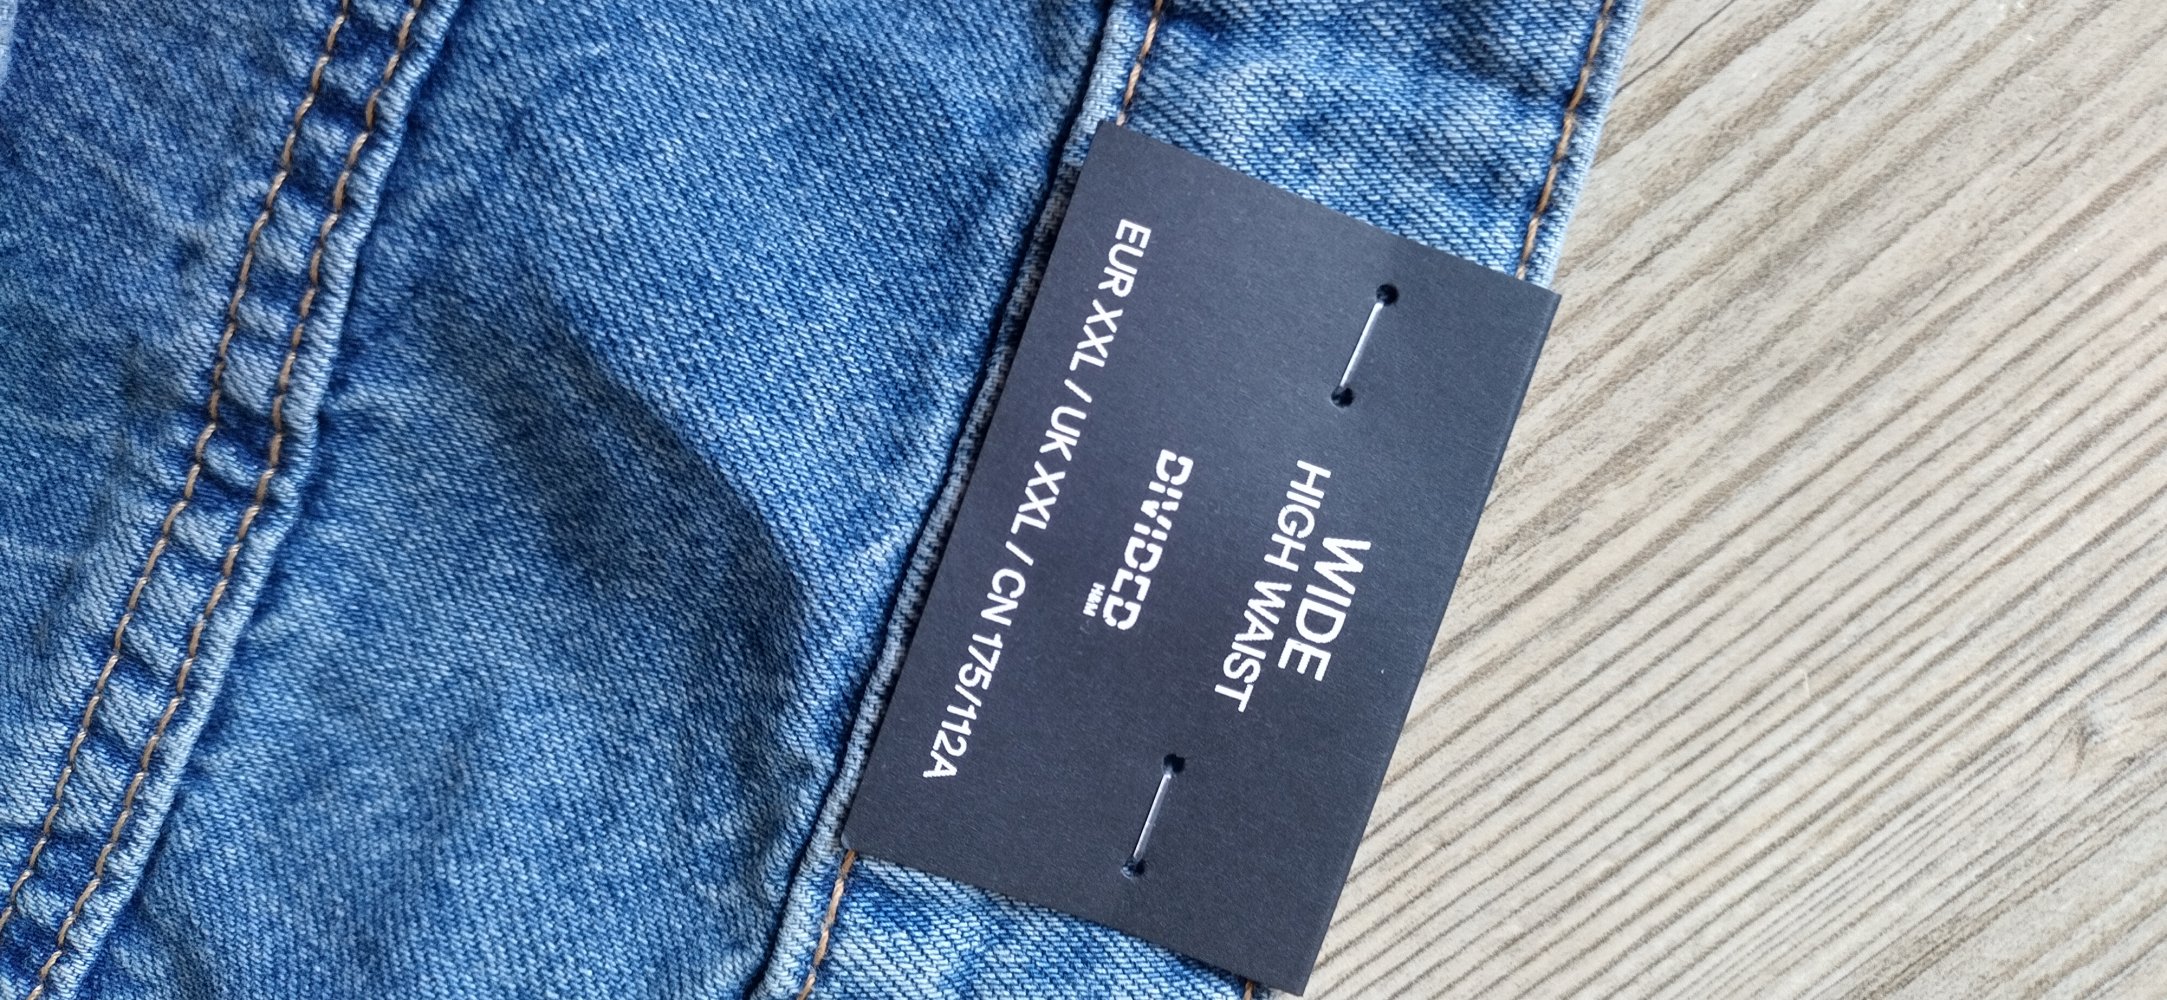 WIDE
HIGH WAIST
DIVIDED
H&M
EUR XXL / UK XXL / CN 175/112A